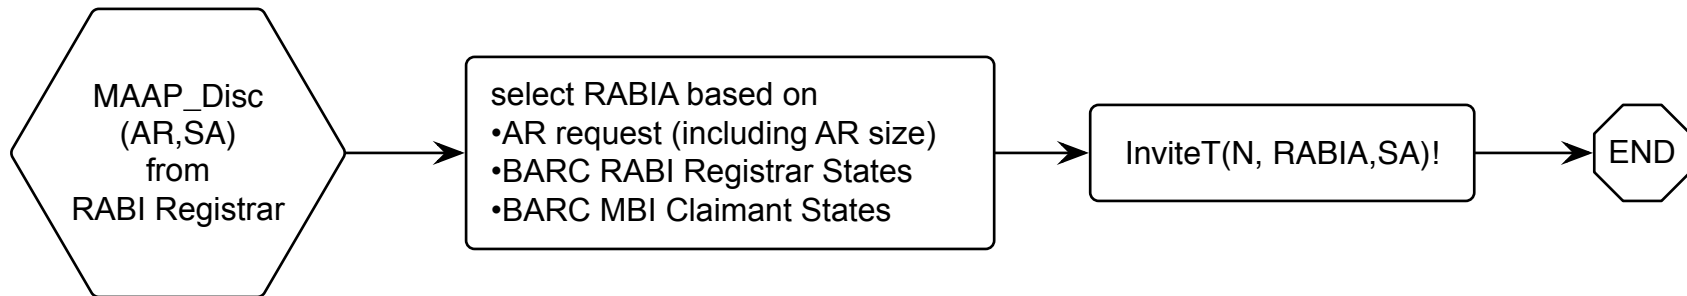 MAAP_Disc
(AR,SA)
from
RABI Registrar
select RABIA based on
•AR request (including AR size)
•BARC RABI Registrar States
•BARC MBI Claimant States
InviteT(N, RABIA,SA)!
END